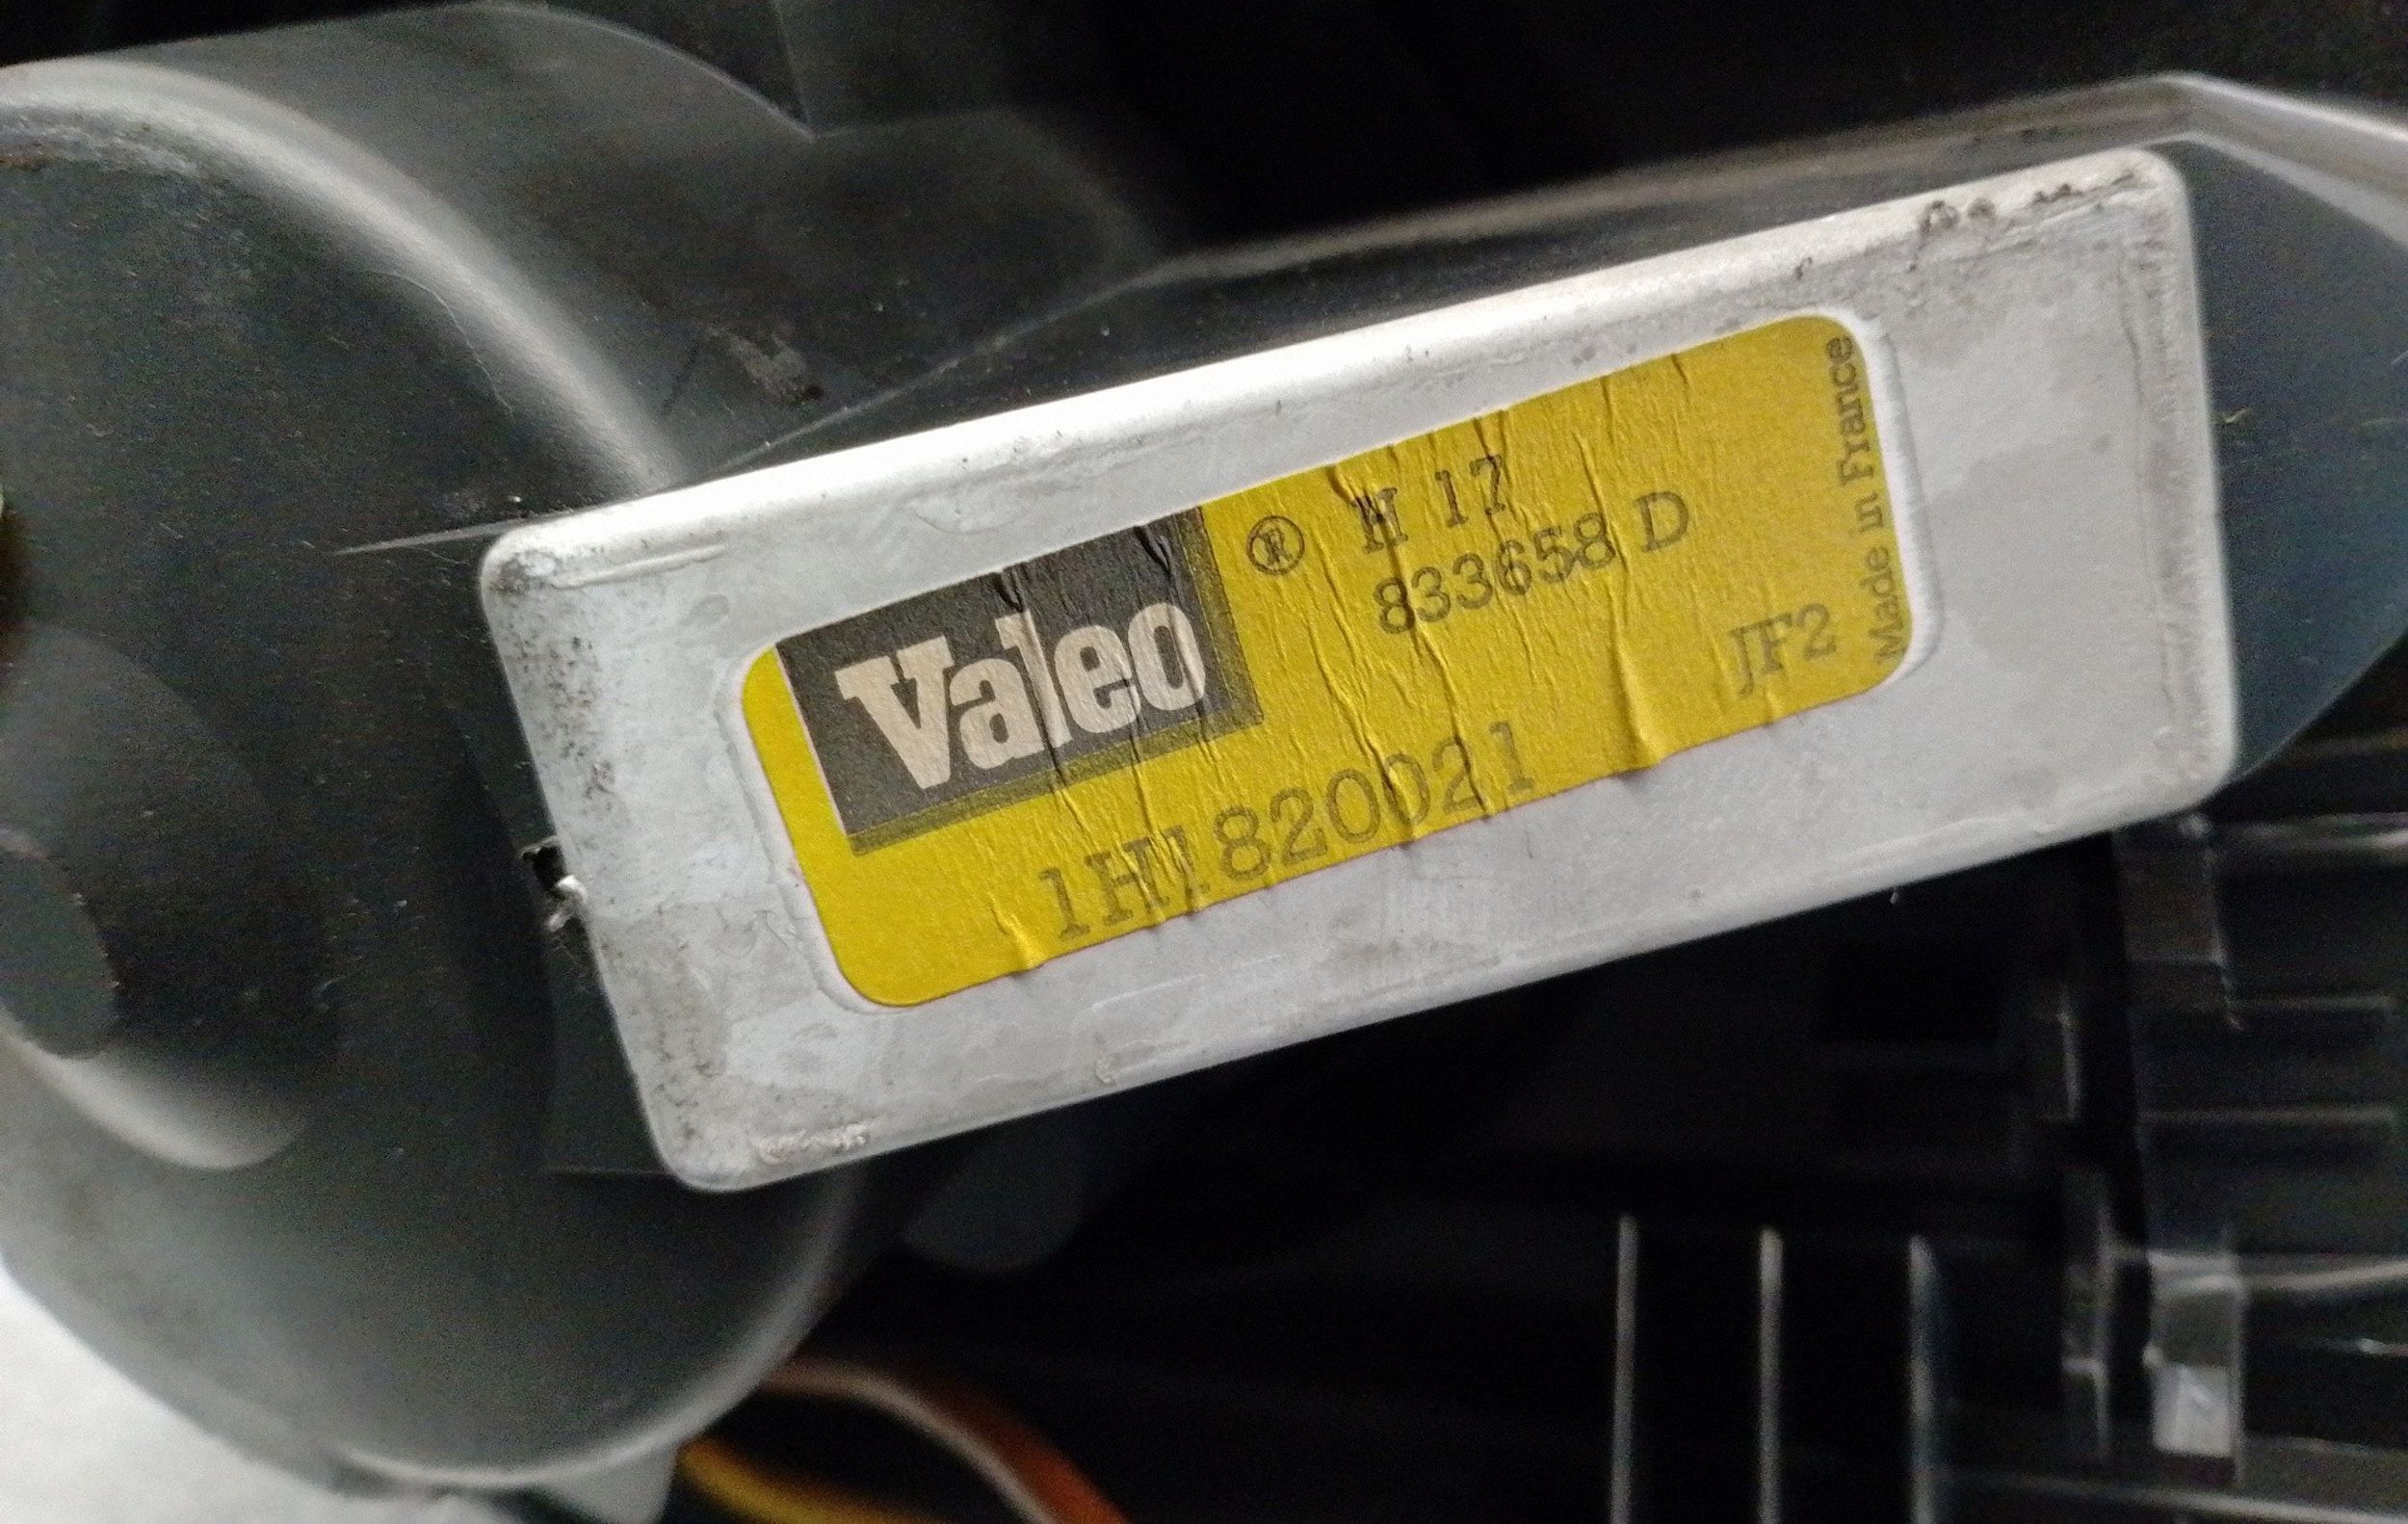 Valeo ® H 17
833658 D
JF2
1H1820021
Made in France